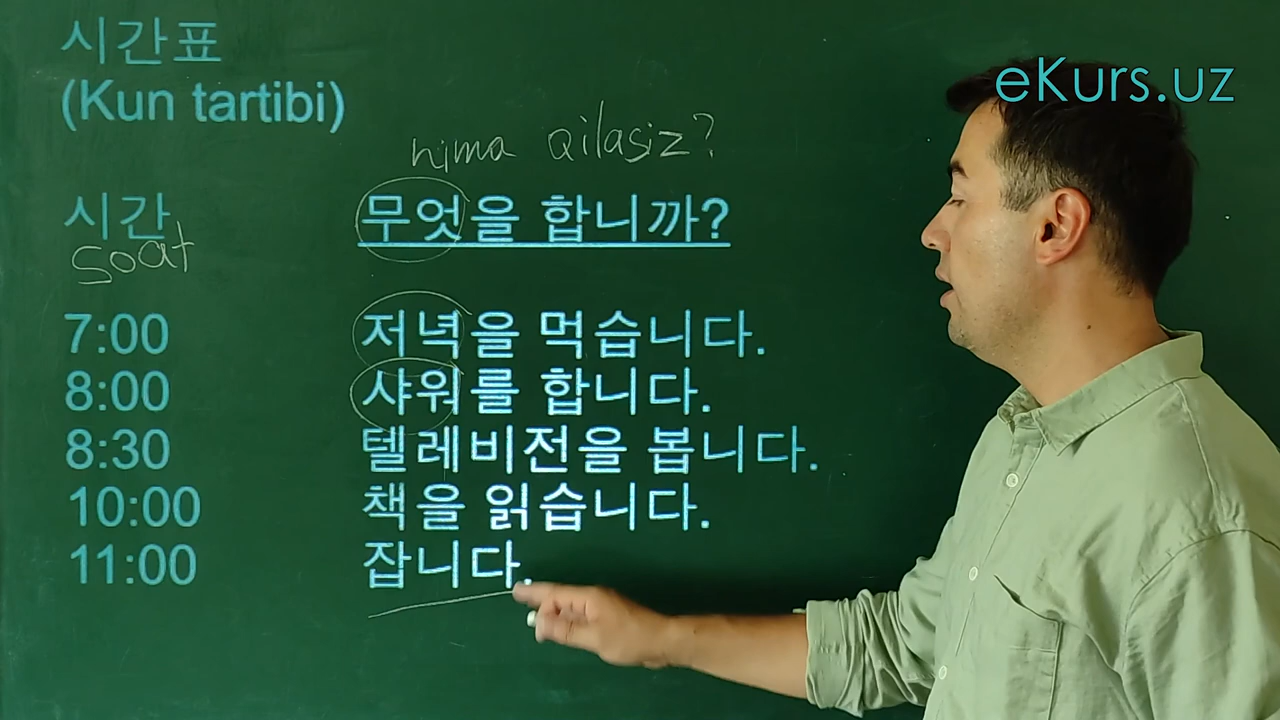 시간표
(Kun tartibi)
eKurs.uz
nima qilasiz?
시간 무엇을 합니까?
soat
7:00 저녁을 먹습니다.
8:00 샤워를 합니다.
8:30 텔레비전을 봅니다.
10:00 책을 읽습니다.
11:00 잡니다.